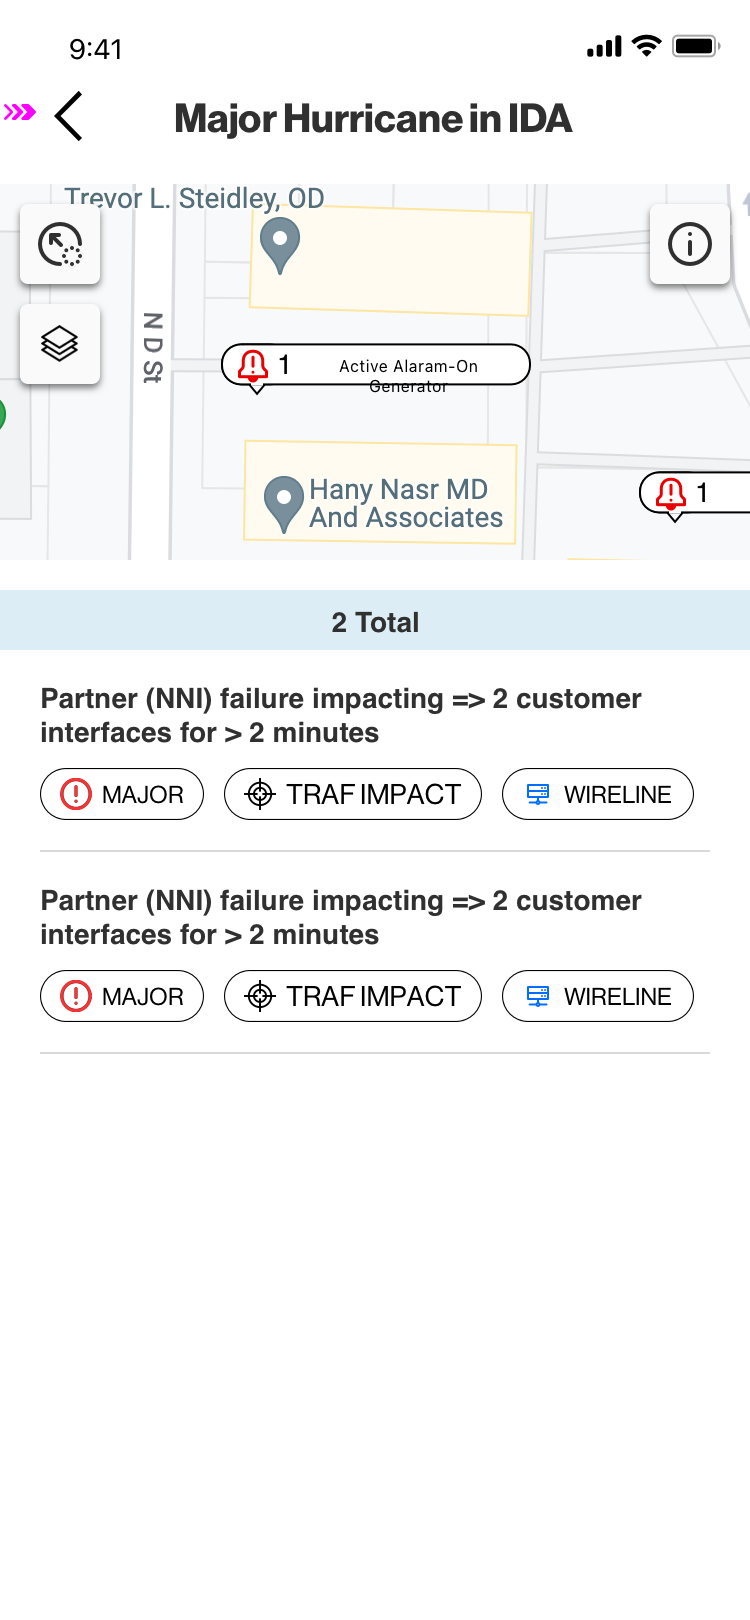 9:41
Major Hurricane in IDA
Trevor L. Steidley, OD
N D St
1
Active Alaram-On
Generator
Hany Nasr MD
And Associates
1
2 Total
Partner (NNI) failure impacting => 2 customer
interfaces for > 2 minutes
MAJOR
TRAF IMPACT
WIRELINE
Partner (NNI) failure impacting => 2 customer
interfaces for > 2 minutes
MAJOR
TRAF IMPACT
WIRELINE